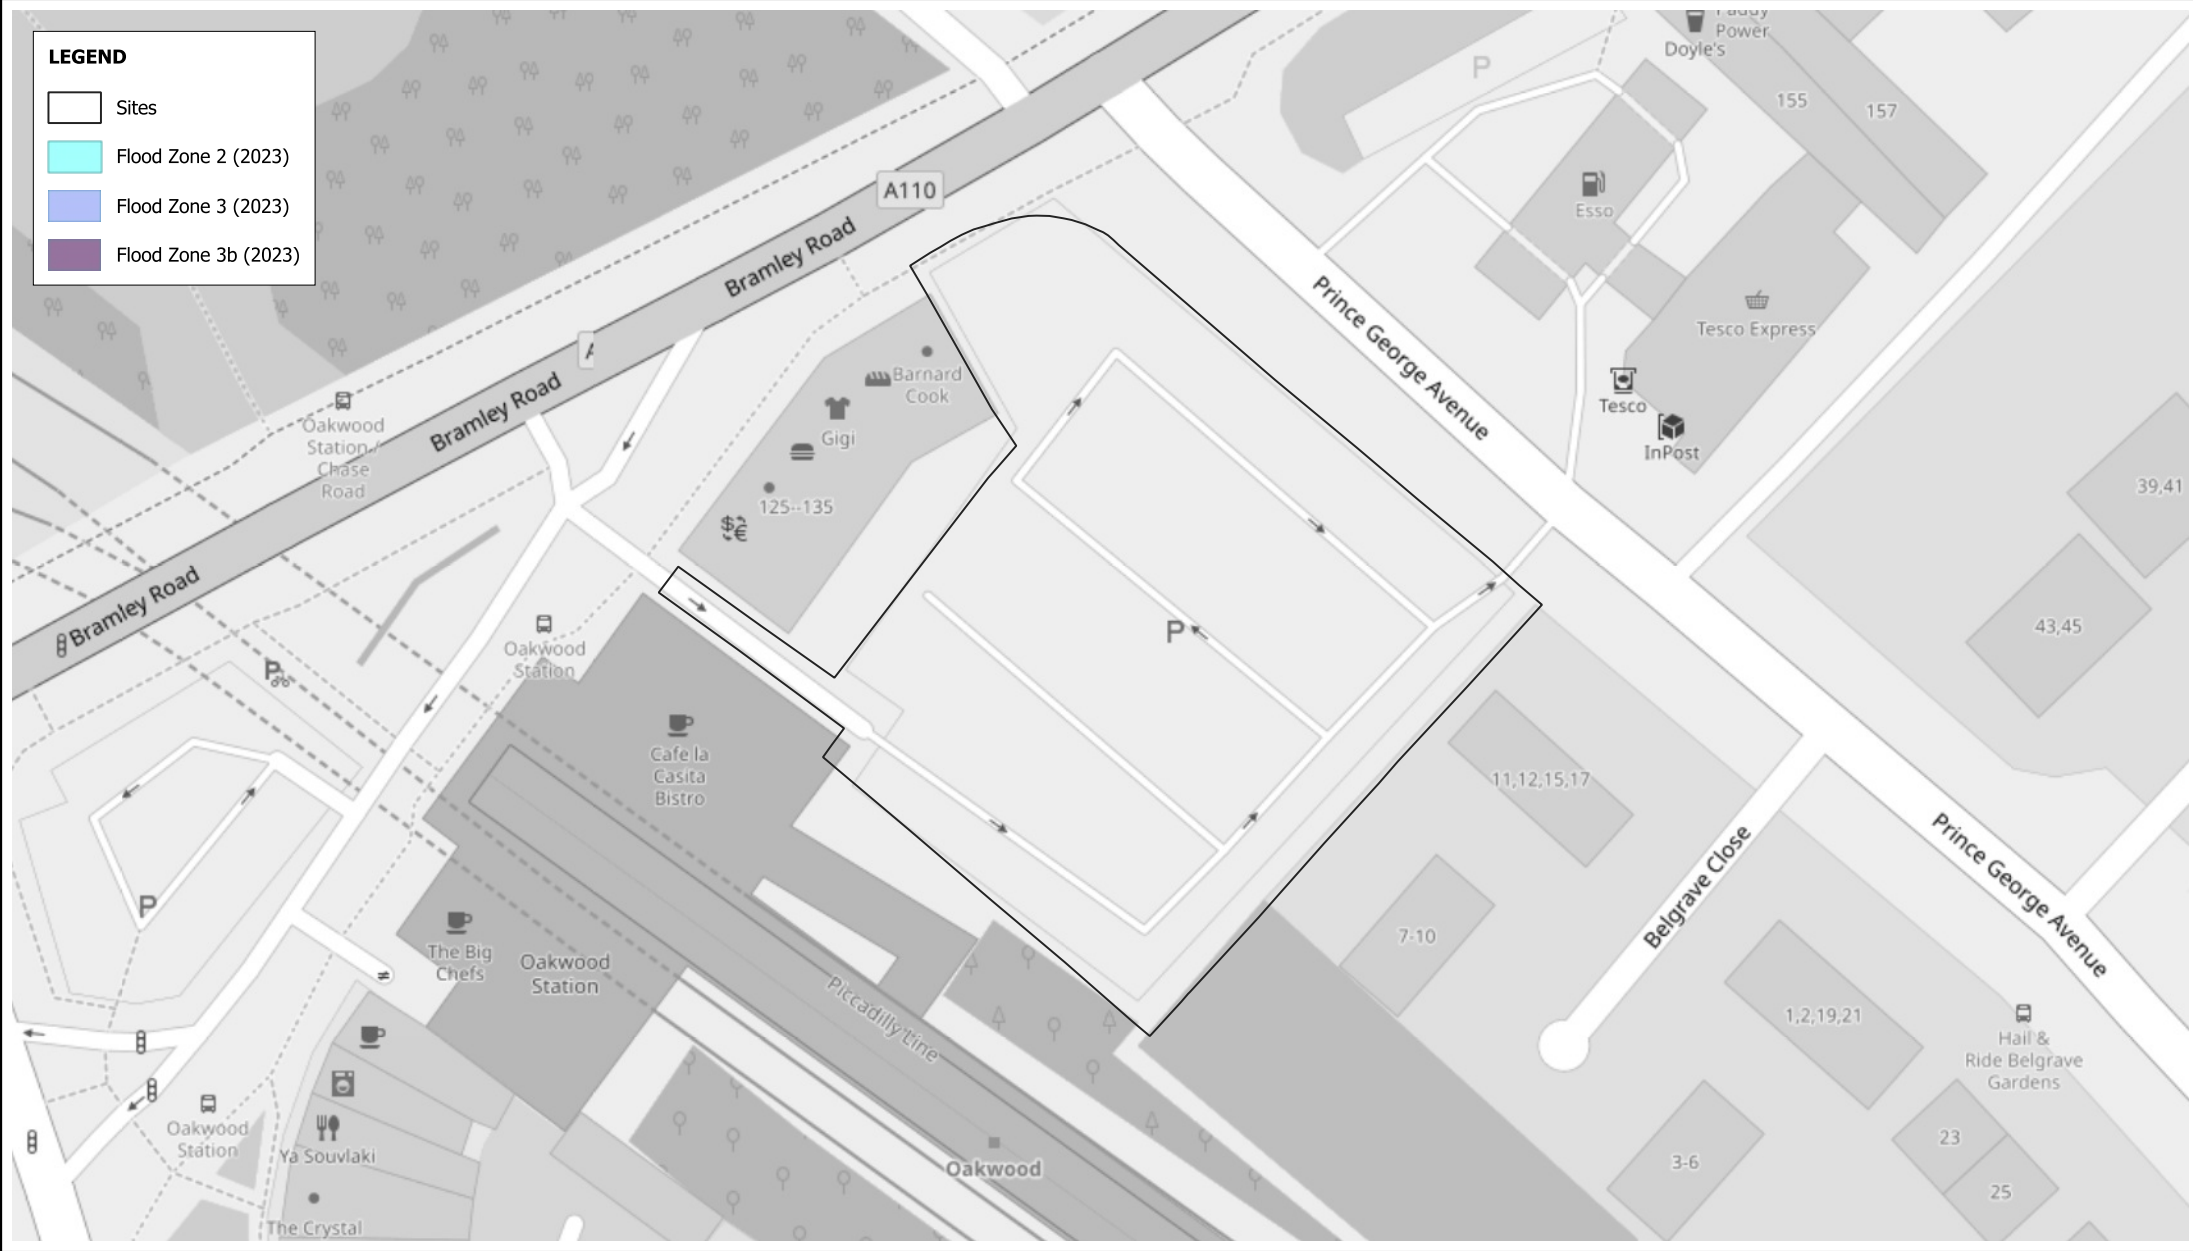 LEGEND
Sites
Flood Zone 2 (2023)
Flood Zone 3 (2023)
Flood Zone 3b (2023)
Paddy
Power
Doyle's
P
155
157
A110
Esso
Bramley Road
Prince George Avenue
Tesco Express
A
Barnard
Cook
Bramley Road
Tesco
Oakwood
Station /
Chase
Road
Gigi
InPost
39,41
125--135
Bramley Road
43,45
P
Oakwood
Station
P
Cafe la
Casita
Bistro
11,12,15,17
Prince George Avenue
Belgrave Close
P
7-10
The Big
Chefs
Oakwood
Station
Piccadilly Line
1,2,19,21
Hail &
Ride Belgrave
Gardens
Oakwood
Station
23
Ya Souvlaki
Oakwood
3-6
25
The Crystal